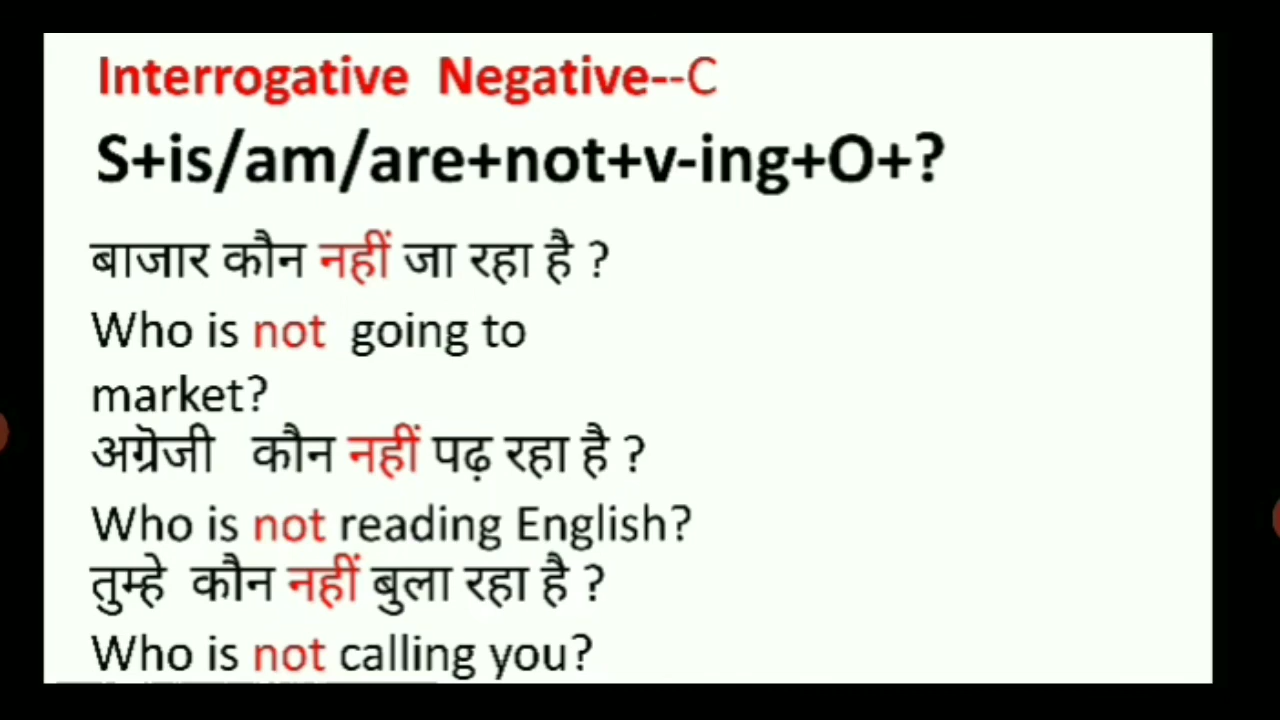 Interrogative Negative--C
S+is/am/are+not+v-ing+O+?
बाजार कौन नहीं जा रहा है ?
Who is not going to
market?
अग्रेजी कौन नहीं पढ़ रहा है ?
Who is not reading English?
तुम्हे कौन नहीं बुला रहा है ?
Who is not calling you?